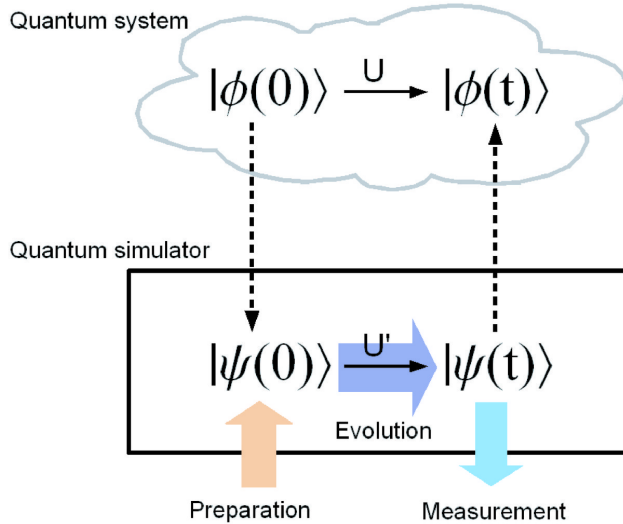 Quantum system
|ϕ(0)⟩ U |ϕ(t)⟩
Quantum simulator
|ψ(0)⟩ U' |ψ(t)⟩
Evolution
Preparation Measurement